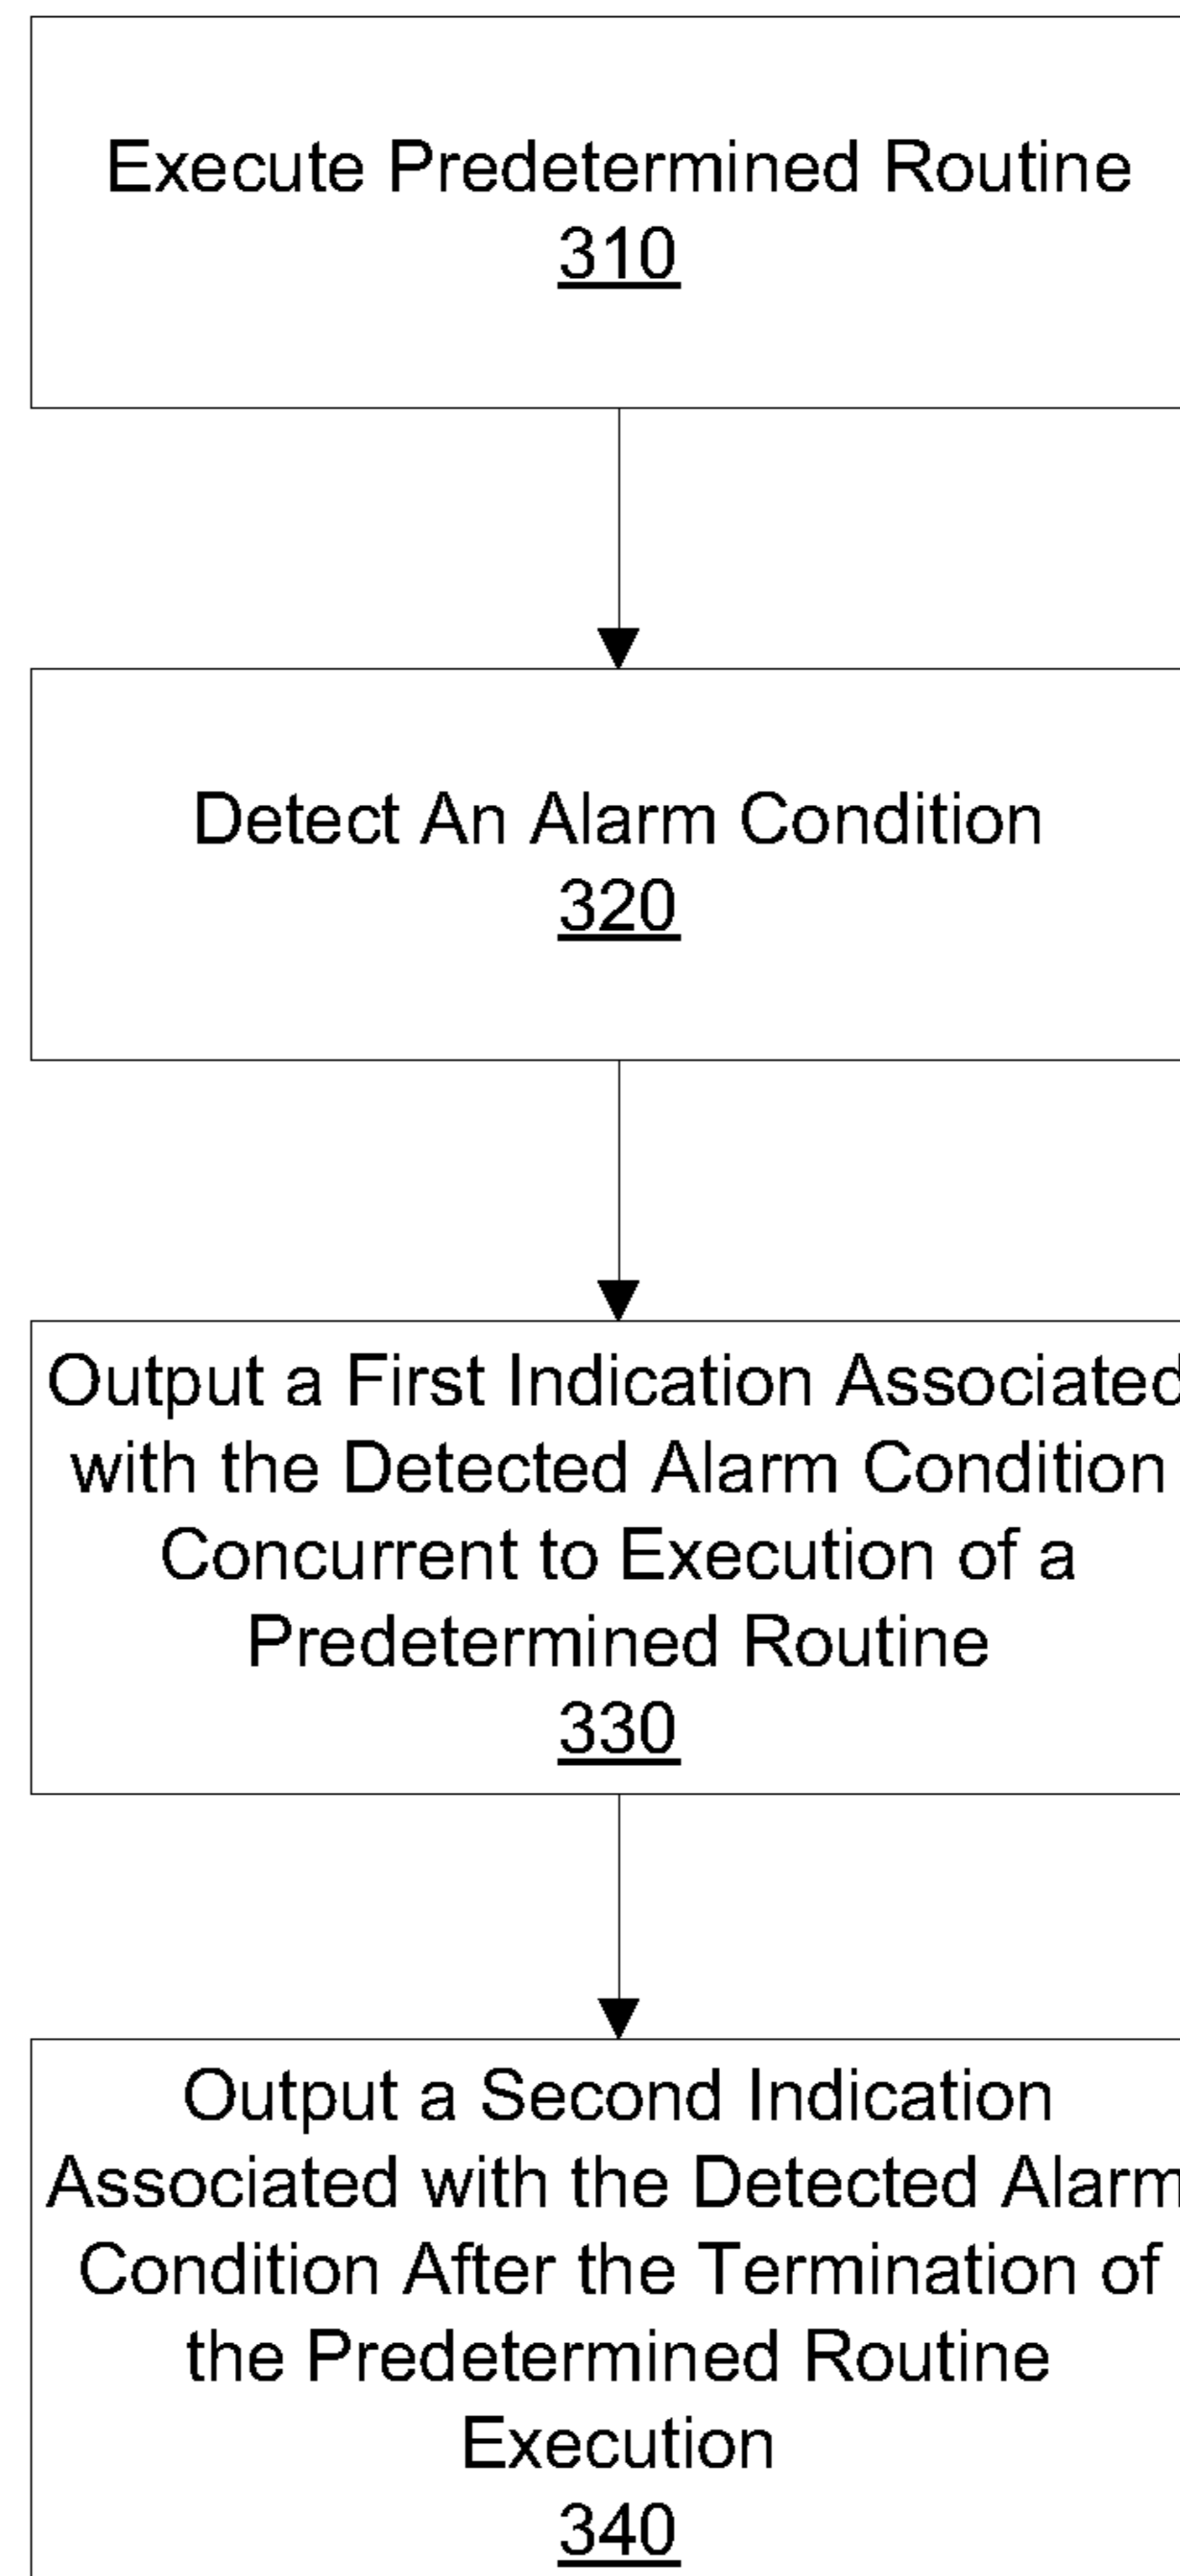 Execute Predetermined Routine
310
Detect An Alarm Condition
320
Output a First Indication Associated
with the Detected Alarm Condition
Concurrent to Execution of a
Predetermined Routine
330
Output a Second Indication
Associated with the Detected Alarm
Condition After the Termination of
the Predetermined Routine
Execution
340